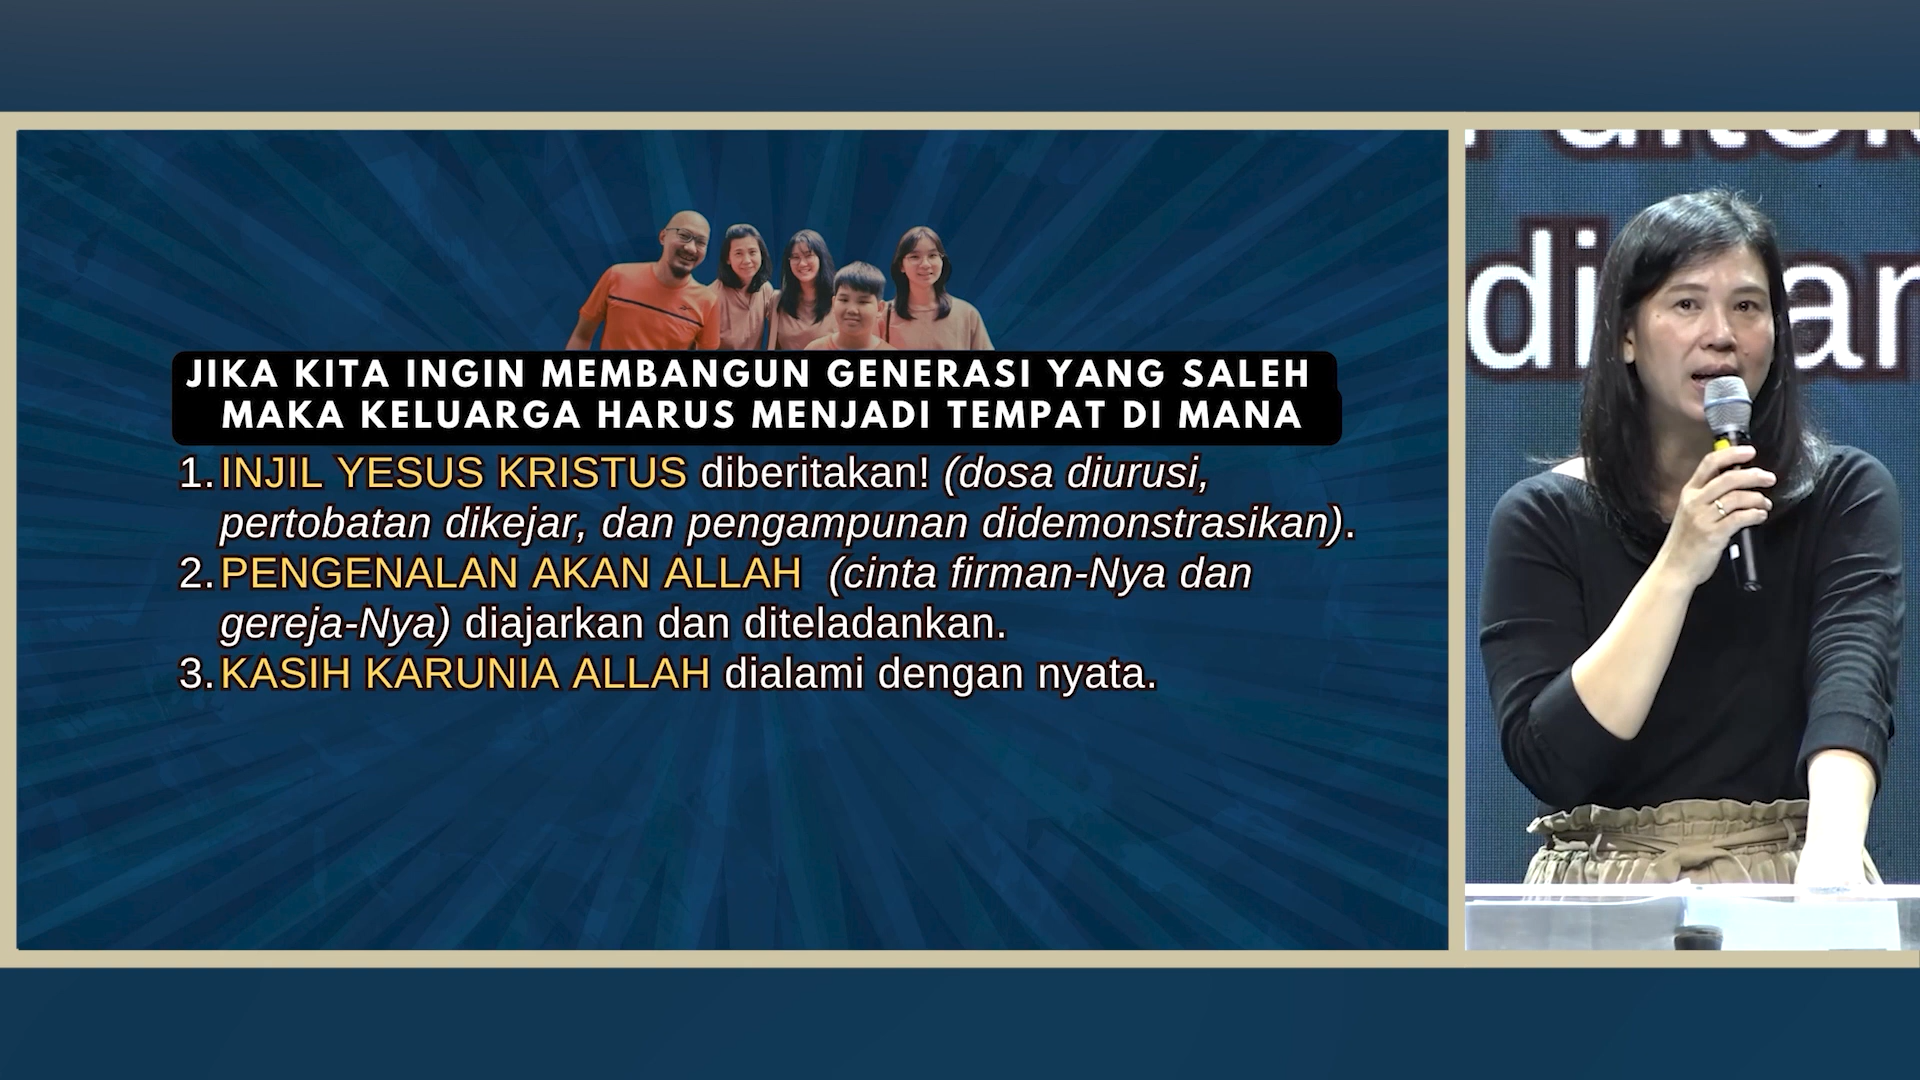 JIKA KITA INGIN MEMBANGUN GENERASI YANG SALEH
MAKA KELUARGA HARUS MENJADI TEMPAT DI MANA
1. INJIL YESUS KRISTUS diberitakan! (dosa diurusi,
pertobatan dikejar, dan pengampunan didemonstrasikan).
2. PENGENALAN AKAN ALLAH (cinta firman-Nya dan
gereja-Nya) diajarkan dan diteladankan.
3. KASIH KARUNIA ALLAH dialami dengan nyata.